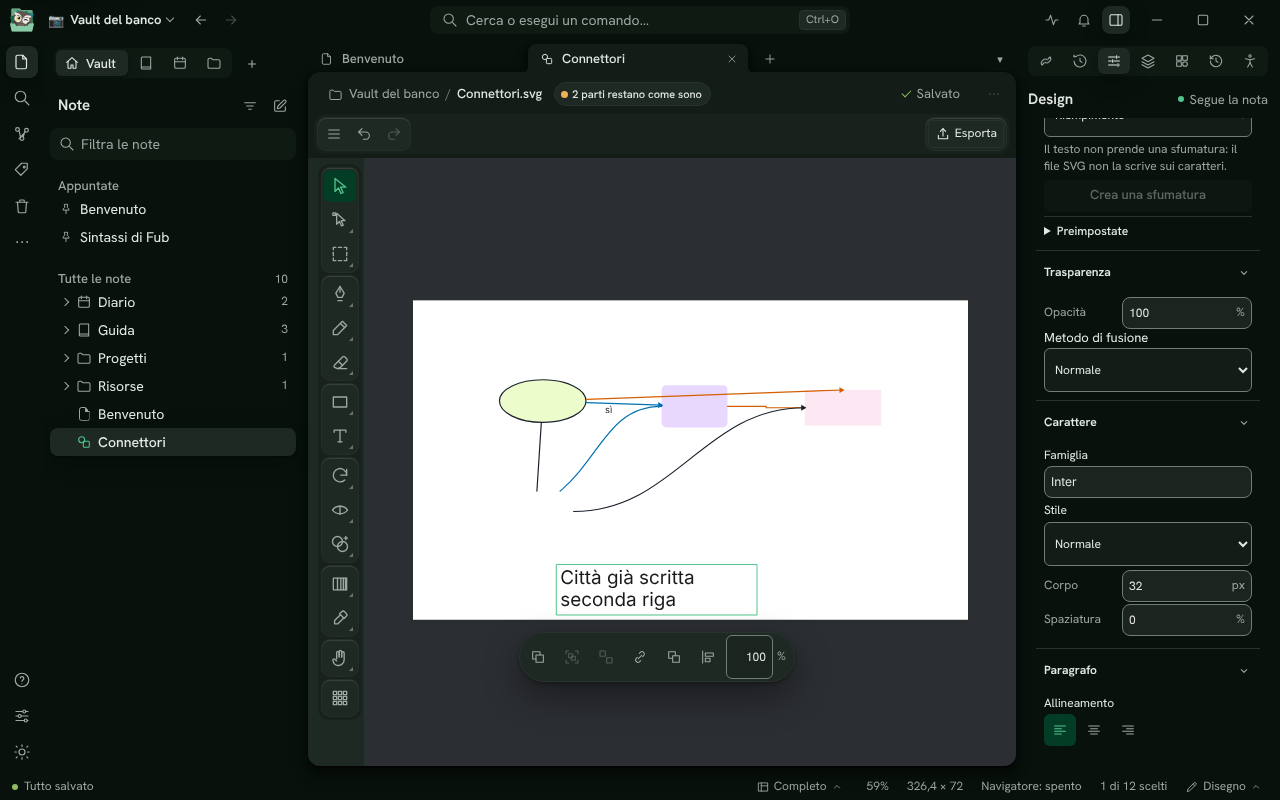 Vault del banco
Cerca o esegui un comando...
Ctrl+O
Vault
Benvenuto
Connettori
Note
Filtra le note
Appuntate
Benvenuto
Sintassi di Fub
Tutte le note 10
Diario 2
Guida 3
Progetti 1
Risorse 1
Benvenuto
Connettori
Vault del banco / Connettori.svg
2 parti restano come sono
Salvato
Esporta
sì
Città già scritta
seconda riga
100 %
Design
Segue la nota
Il testo non prende una sfumatura: il
file SVG non la scrive sui caratteri.
Crea una sfumatura
Preimpostate
Trasparenza
Opacità 100 %
Metodo di fusione
Normale
Carattere
Famiglia
Inter
Stile
Normale
Corpo 32 px
Spaziatura 0 %
Paragrafo
Allineamento
Tutto salvato
Completo
59%
326,4 × 72
Navigatore: spento
1 di 12 scelti
Disegno